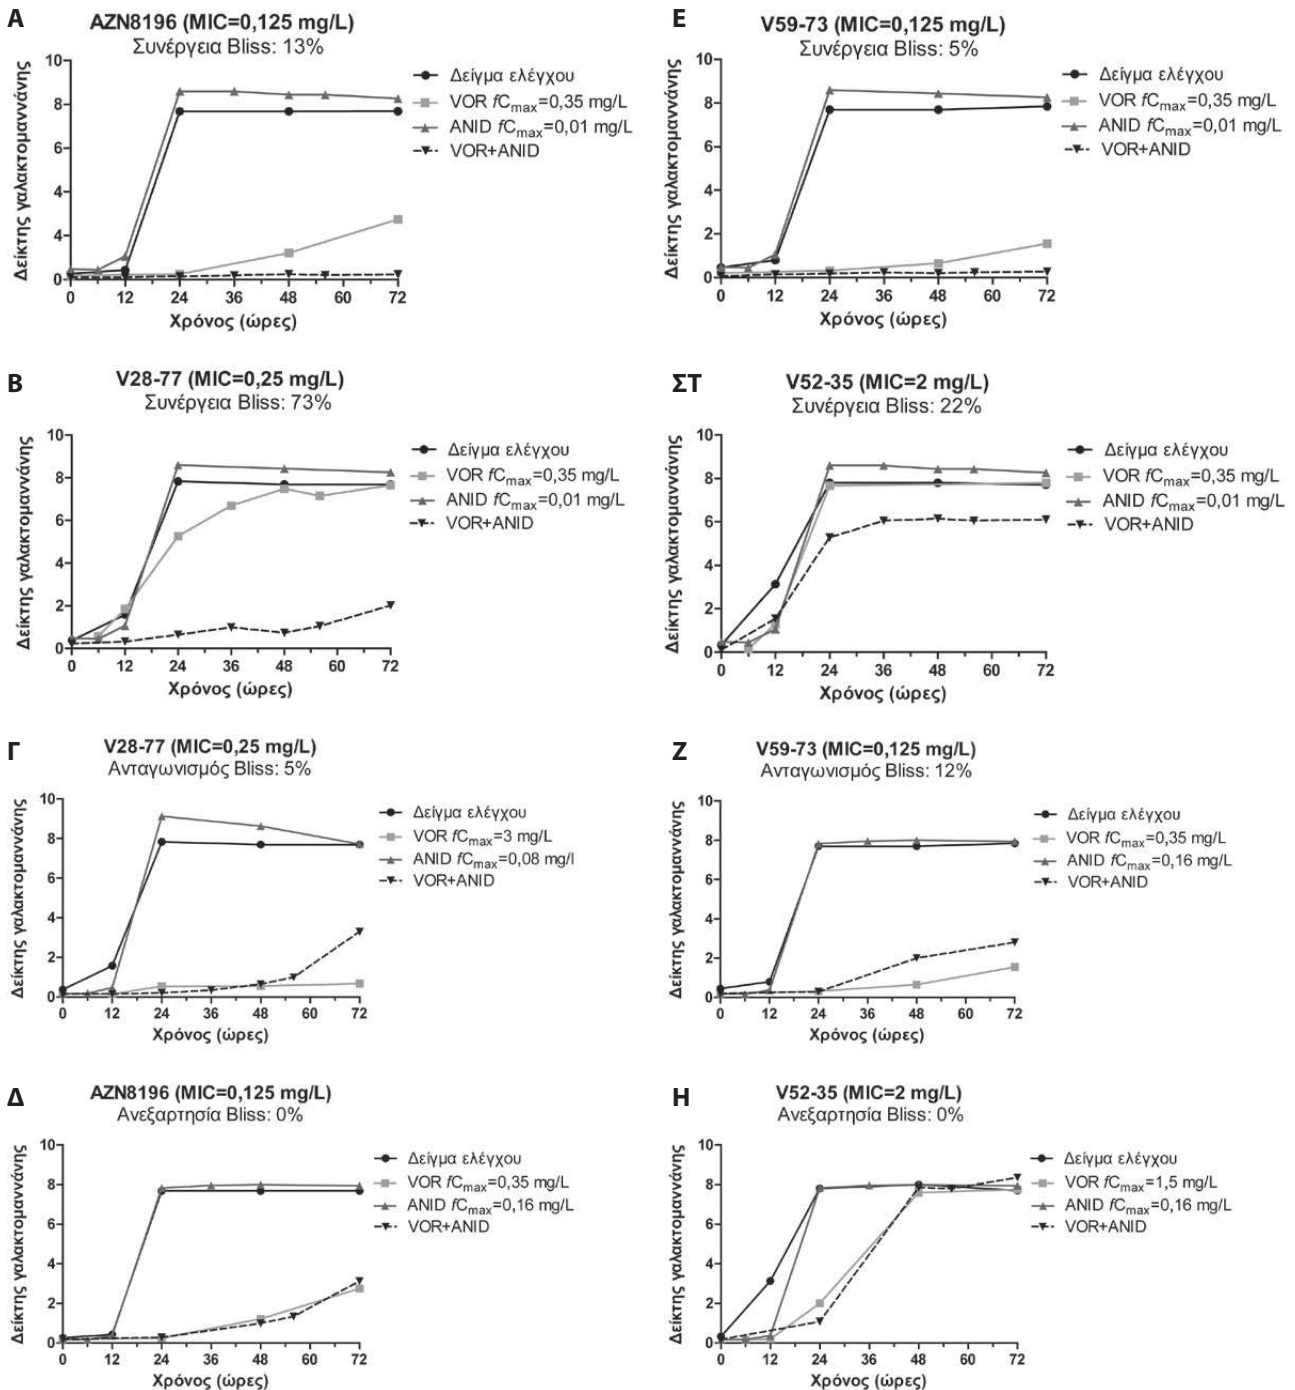 Α
AZN8196 (MIC=0,125 mg/L)
Συνέργεια Bliss: 13%
Δείκτης γαλακτομαννάνης
10
8
6
4
4
0
0 12 24 36 48 60 72
Χρόνος (ώρες)
Δείγμα ελέγχου
VOR fCmax=0,35 mg/L
ANID fCmax=0,01 mg/L
VOR+ANID
Ε
V59-73 (MIC=0,125 mg/L)
Συνέργεια Bliss: 5%
Δείκτης γαλακτομαννάνης
10
8
6
4
2
0
0 12 24 36 48 60 72
Χρόνος (ώρες)
Δείγμα ελέγχου
VOR fCmax=0,35 mg/L
ANID fCmax=0,01 mg/L
VOR+ANID
Β
V28-77 (MIC=0,25 mg/L)
Συνέργεια Bliss: 73%
Δείκτης γαλακτομαννάνης
10
8
6
4
2
0
0 12 24 36 48 60 72
Χρόνος (ώρες)
Δείγμα ελέγχου
VOR fCmax=0,35 mg/L
ANID fCmax=0,01 mg/L
VOR+ANID
ΣΤ
V52-35 (MIC=2 mg/L)
Συνέργεια Bliss: 22%
Δείκτης γαλακτομαννάνης
10
8
6
4
2
0
0 12 24 36 48 60 72
Χρόνος (ώρες)
Δείγμα ελέγχου
VOR fCmax=0,35 mg/L
ANID fCmax=0,01 mg/L
VOR+ANID
Γ
V28-77 (MIC=0,25 mg/L)
Ανταγωνισμός Bliss: 5%
Δείκτης γαλακτομαννάνης
10
8
6
4
2
0
0 12 24 36 48 60 72
Χρόνος (ώρες)
Δείγμα ελέγχου
VOR fCmax=3 mg/L
ANID fCmax=0,08 mg/l
VOR+ANID
Ζ
V59-73 (MIC=0,125 mg/L)
Ανταγωνισμός Bliss: 12%
Δείκτης γαλακτομαννάνης
10
8
6
4
2
0
0 12 24 36 48 60 72
Χρόνος (ώρες)
Δείγμα ελέγχου
VOR fCmax=0,35 mg/L
ANID fCmax=0,16 mg/L
VOR+ANID
Δ
AZN8196 (MIC=0,125 mg/L)
Ανεξαρτησία Bliss: 0%
Δείκτης γαλακτομαννάνης
10
8
6
4
2
0
0 12 24 36 48 60 72
Χρόνος (ώρες)
Δείγμα ελέγχου
VOR fCmax=0,35 mg/L
ANID fCmax=0,16 mg/L
VOR+ANID
Η
V52-35 (MIC=2 mg/L)
Ανεξαρτησία Bliss: 0%
Δείκτης γαλακτομαννάνης
10
8
6
4
2
0
0 12 24 36 48 60 72
Χρόνος (ώρες)
Δείγμα ελέγχου
VOR fCmax=1,5 mg/L
ANID fCmax=0,16 mg/L
VOR+ANID